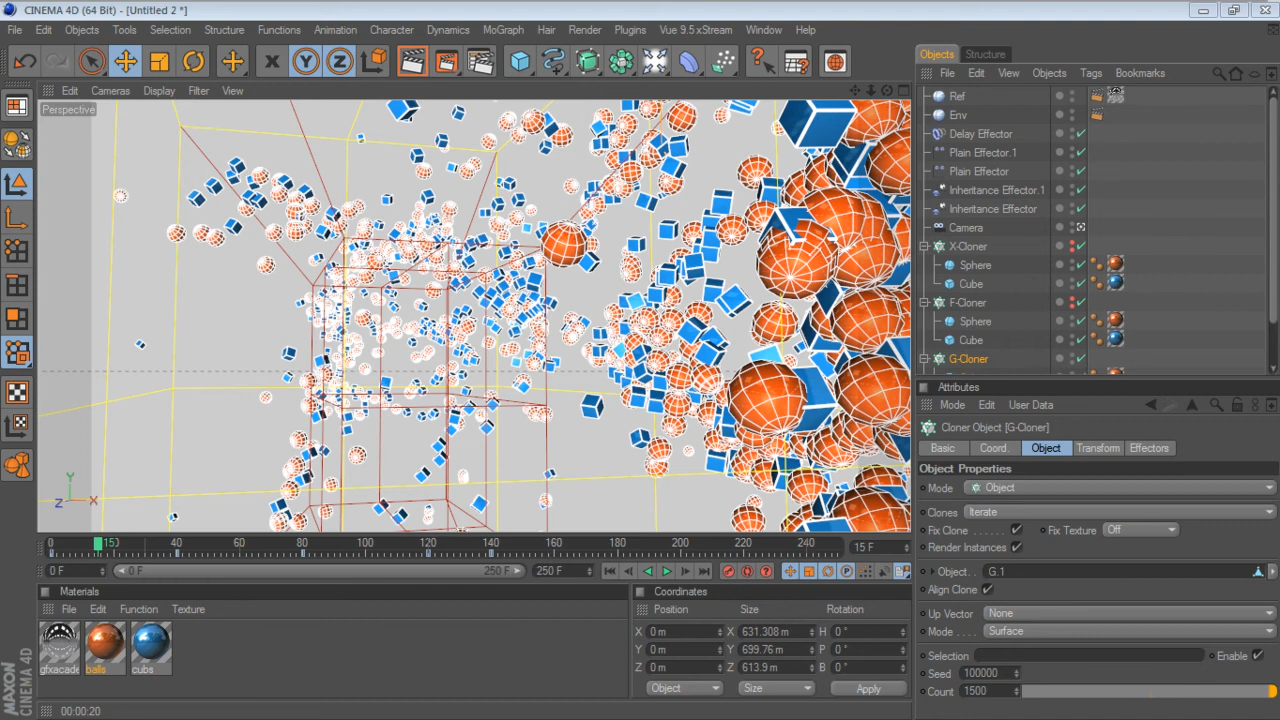 CINEMA 4D (64 Bit) - [Untitled 2 *]
File Edit Objects Tools Selection Structure Functions Animation Character Dynamics MoGraph Hair Render Plugins Vue 9.5 xStream Window Help
Edit Cameras Display Filter View
Perspective
Objects Structure
File Edit View Objects Tags Bookmarks
Ref
Env
Delay Effector
Plain Effector.1
Plain Effector
Inheritance Effector.1
Inheritance Effector
Camera
X-Cloner
Sphere
Cube
F-Cloner
Sphere
Cube
G-Cloner
Attributes
Mode Edit User Data
Cloner Object [G-Cloner]
Basic Coord. Object Transform Effectors
Object Properties
Mode Object
Clones Iterate
Fix Clone Fix Texture Off
Render Instances
Object G.1
Align Clone
Up Vector None
Mode Surface
Selection Enable
Seed 100000
Count 1500
Y
Z X
0 153 40 60 80 100 120 140 160 180 200 220 240 15 F
0 F 0 F 250 F 250 F
Materials
File Edit Function Texture
gfxacade balls cubs
Coordinates
Position Size Rotation
X 0 m X 631.308 m H 0 °
Y 0 m Y 699.76 m P 0 °
Z 0 m Z 613.9 m B 0 °
Object Size Apply
MAXON
CINEMA 4D
00:00:20